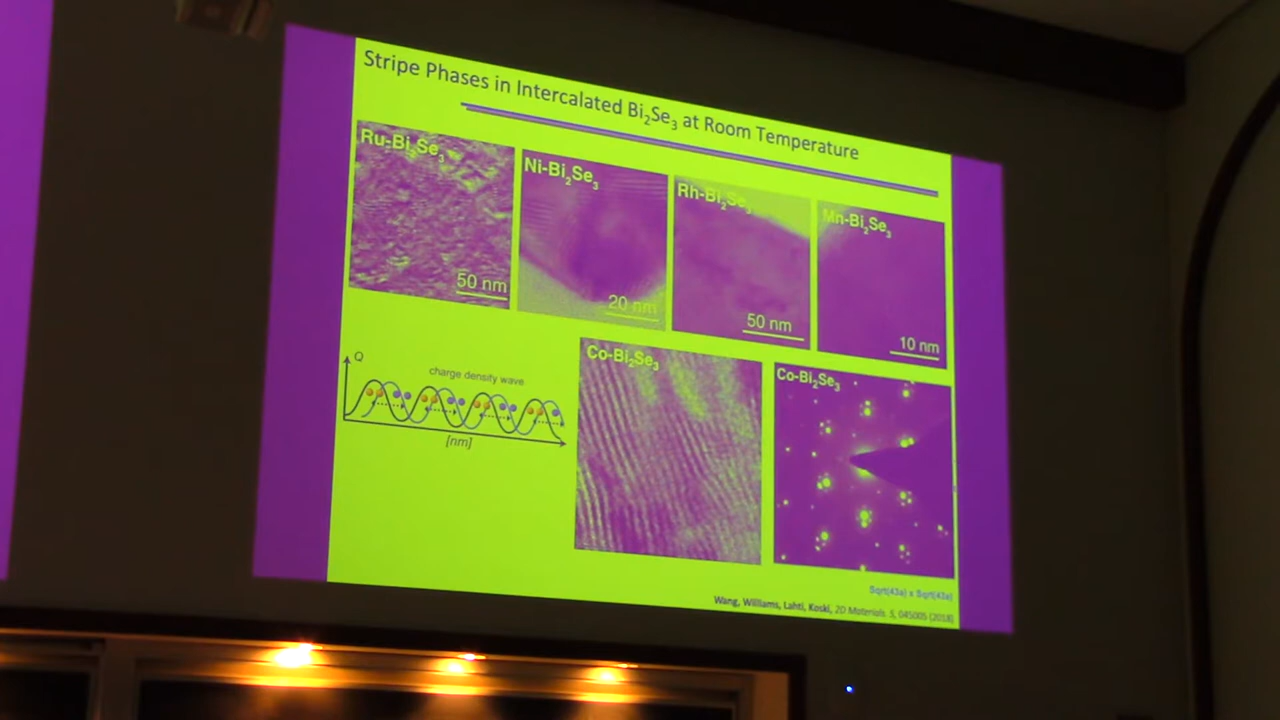 Stripe Phases in Intercalated Bi2Se3 at Room Temperature
Ru-Bi2Se3
50 nm
Ni-Bi2Se3
20 nm
Rh-Bi2Se3
50 nm
Mn-Bi2Se3
10 nm
Q
charge density wave
[nm]
Co-Bi2Se3
Co-Bi2Se3
Sqrt(43a) x Sqrt(43a)
Wang, Williams, Lahti, Koski, 2D Materials. 5, 045005 (2018)